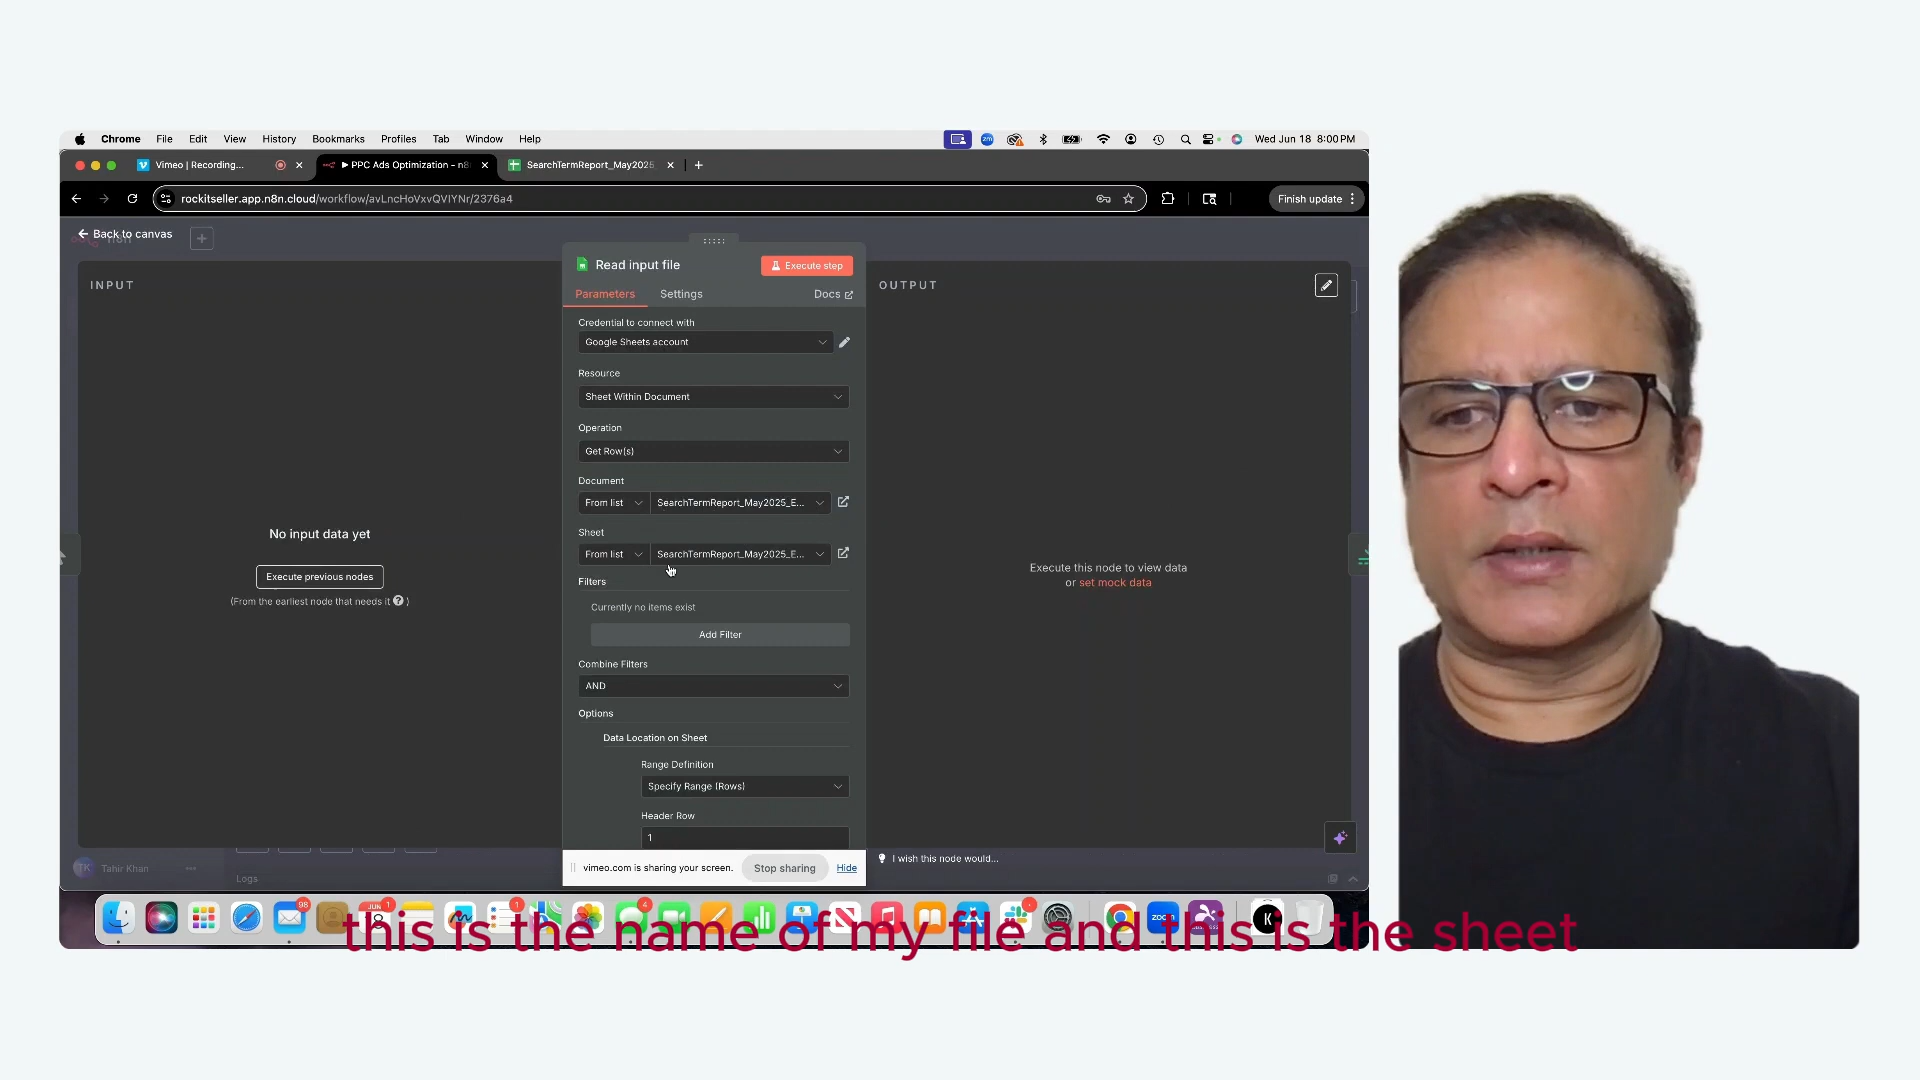 Chrome File Edit View History Bookmarks Profiles Tab Window Help Wed Jun 18 8:00 PM
Vimeo | Recording... PPC Ads Optimization - n8 SearchTermReport_May2025_
rockitseller.app.n8n.cloud/workflow/avLncHoVxvQVIYNr/2376a4 Finish update
Back to canvas
INPUT
Read input file Execute step
OUTPUT
Parameters Settings Docs
Credential to connect with
Google Sheets account
Resource
Sheet Within Document
Operation
Get Row(s)
Document
From list SearchTermReport_May2025_E...
Sheet
From list SearchTermReport_May2025_E...
No input data yet
Execute previous nodes
(From the earliest node that needs it ? )
Execute this node to view data
or set mock data
Filters
Currently no items exist
Add Filter
Combine Filters
AND
Options
Data Location on Sheet
Range Definition
Specify Range (Rows)
Header Row
1
I wish this node would...
vimeo.com is sharing your screen. Stop sharing Hide
TK Tahir Khan
Logs
98 1 1 4 zoom K
this is the name of my file and this is the sheet